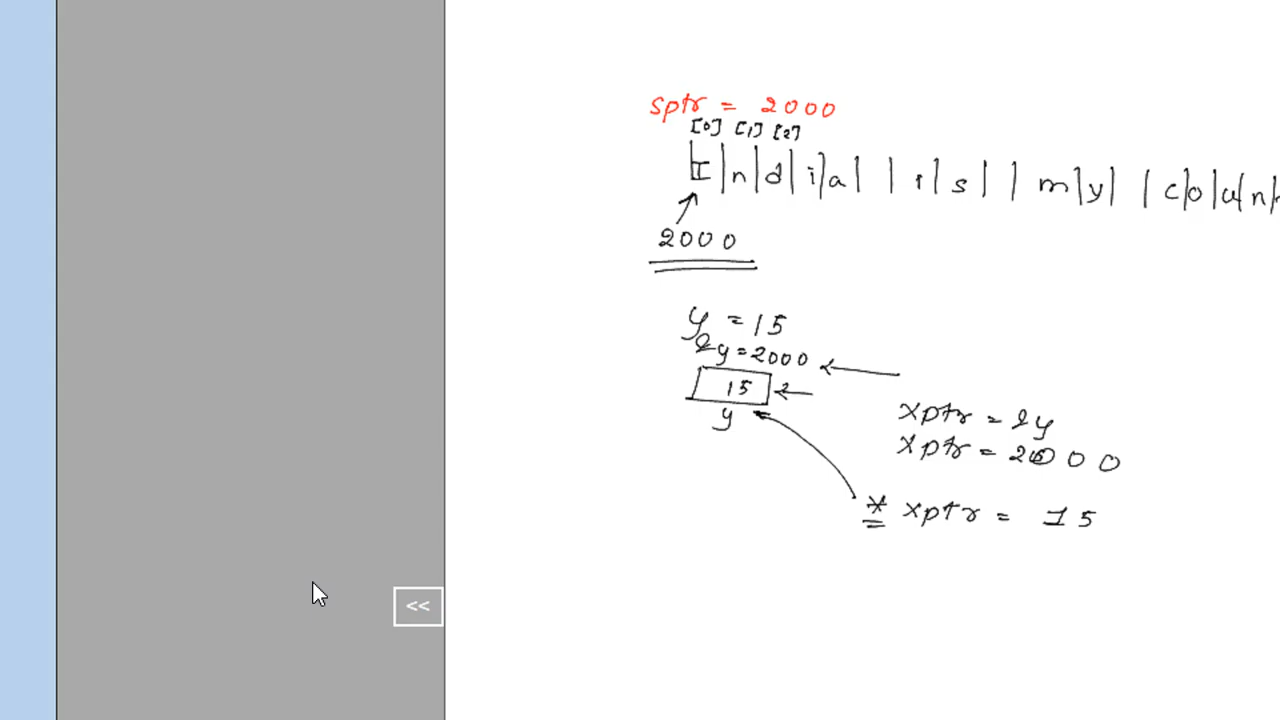 sptr = 2000
[0] [1] [2]
I|n|d|i|a| |i|s| |m|y| |c|o|u|n
2000
y = 15
&y = 2000
15
y
xptr = &y
xptr = 2000
* xptr = 15
<<